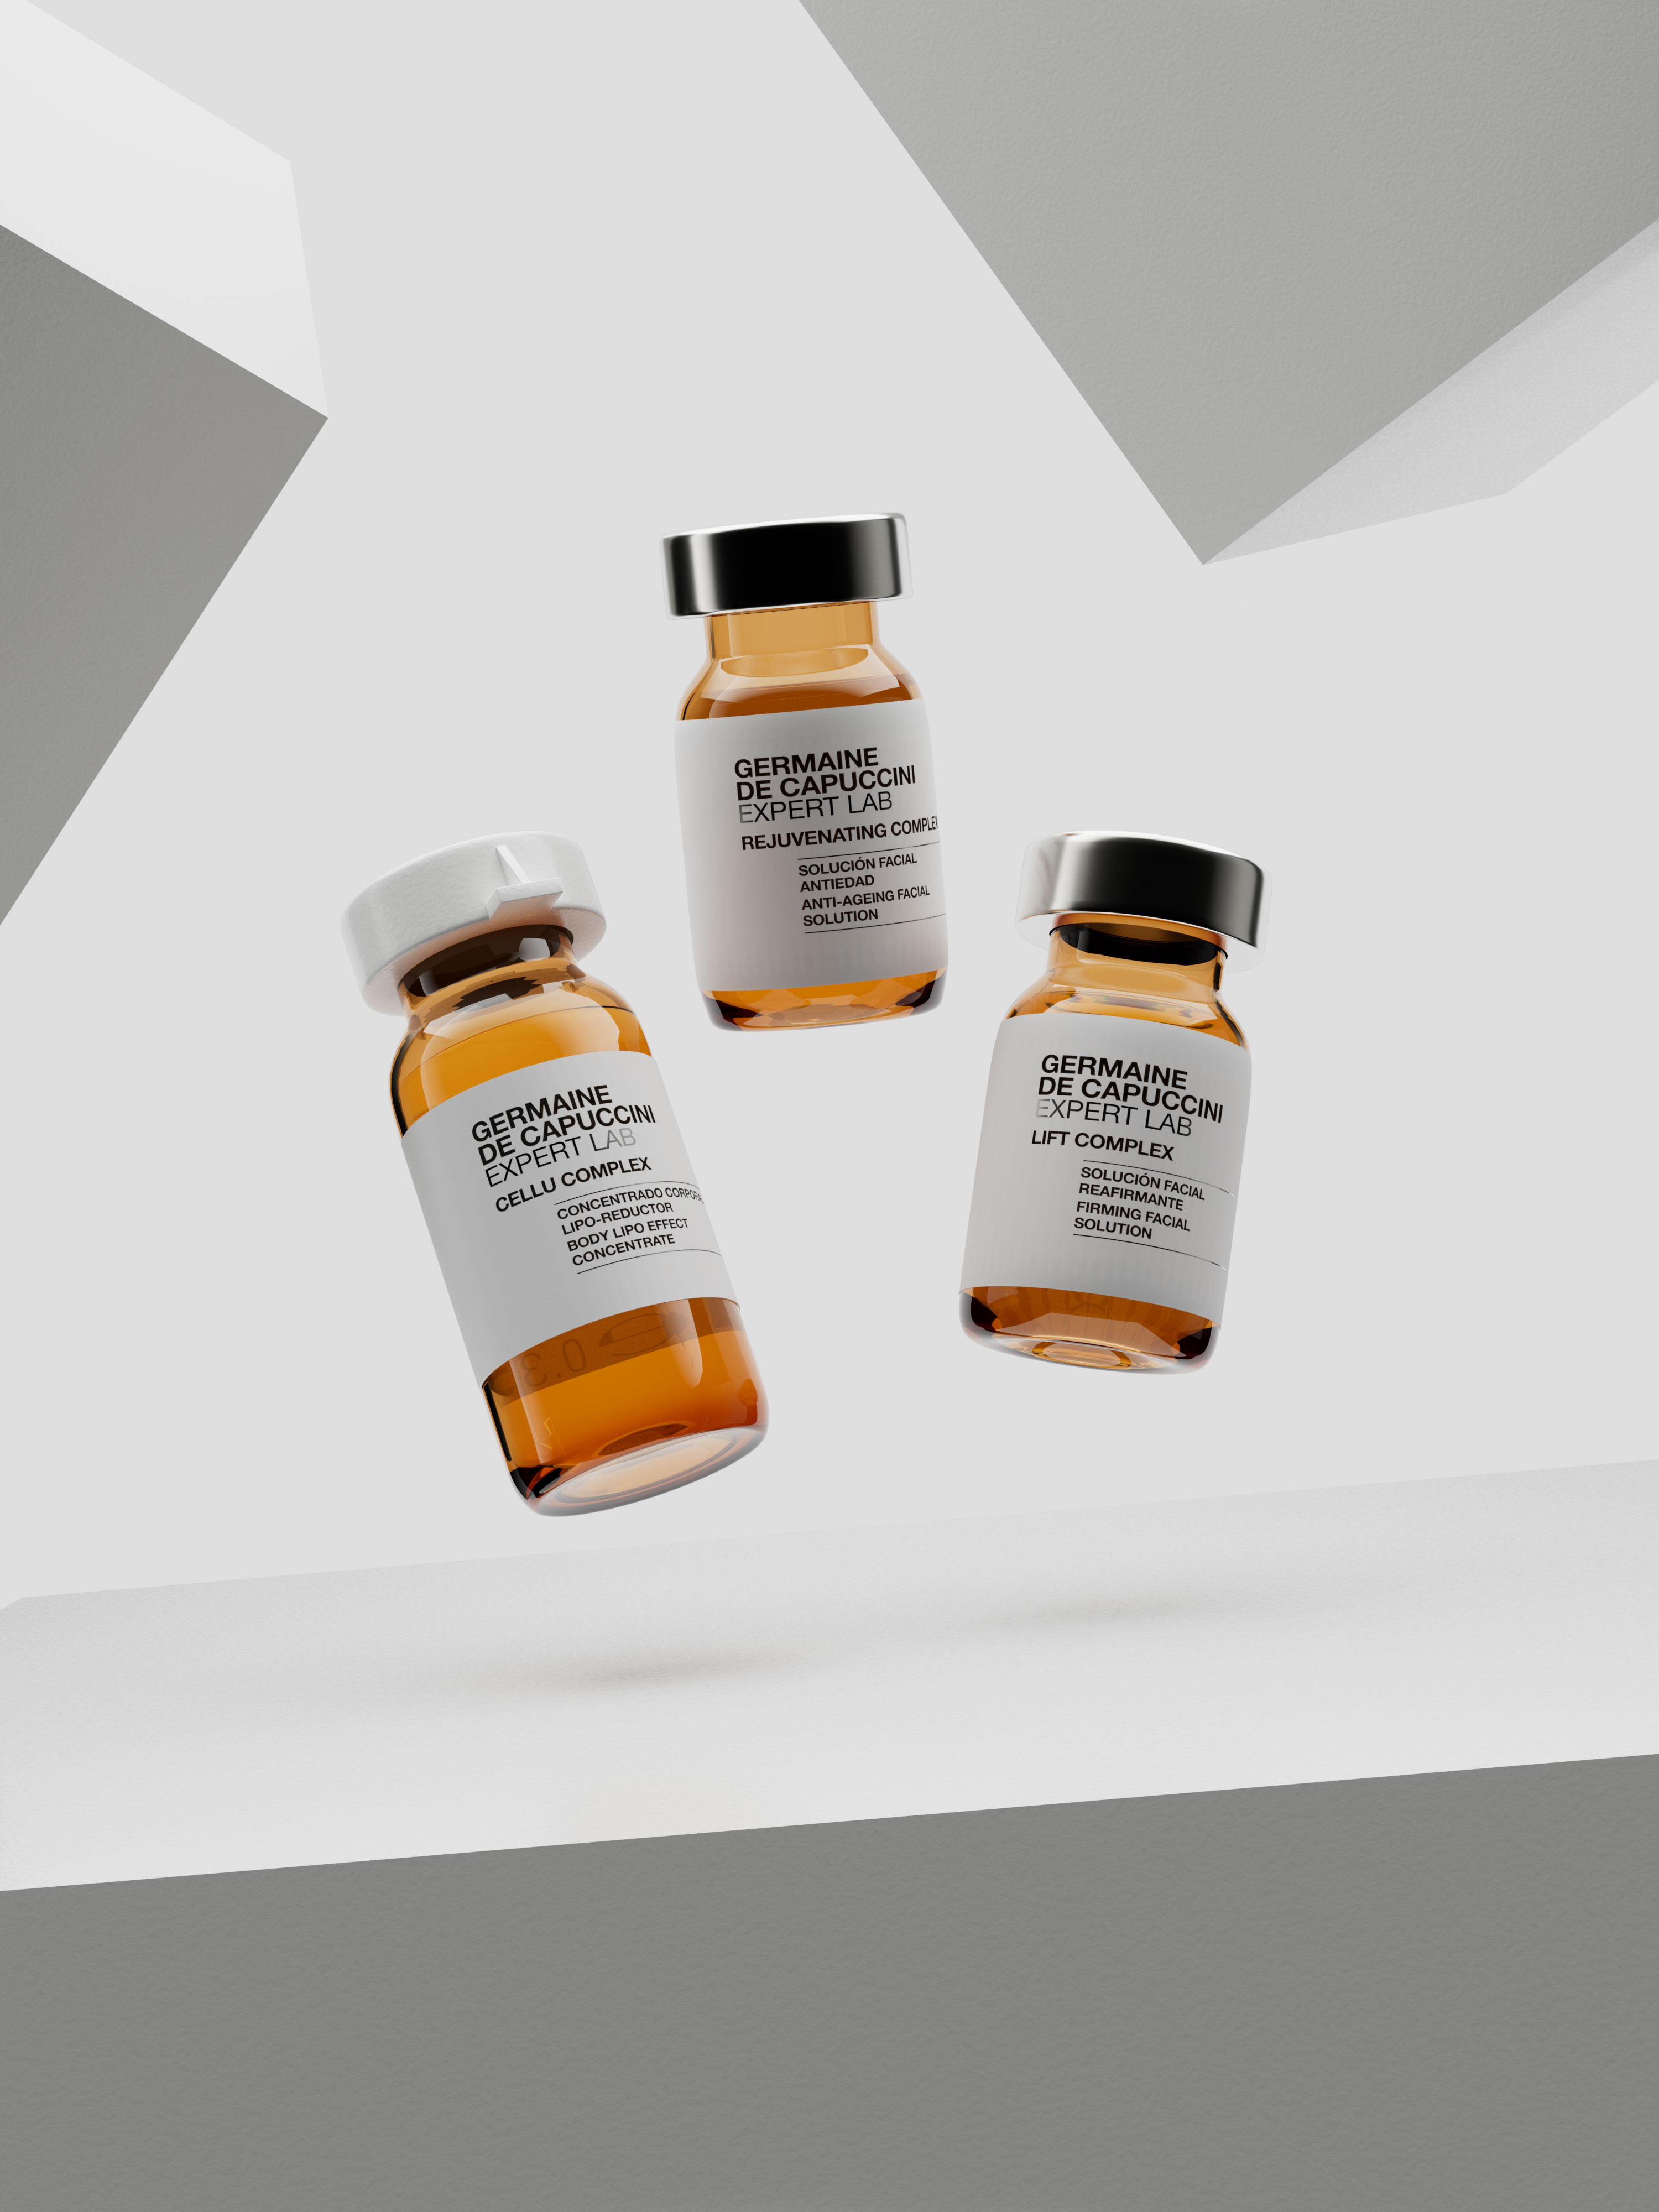 GERMAINE
DE CAPUCCINI
EXPERT LAB
REJUVENATING COMPLEX
SOLUCIÓN FACIAL
ANTIEDAD
ANTI-AGEING FACIAL
SOLUTION
GERMAINE
DE CAPUCCINI
EXPERT LAB
CELLU COMPLEX
CONCENTRADO CORPORA
LIPO-REDUCTOR
BODY LIPO EFFECT
CONCENTRATE
GERMAINE
DE CAPUCCINI
EXPERT LAB
LIFT COMPLEX
SOLUCIÓN FACIAL
REAFIRMANTE
FIRMING FACIAL
SOLUTION